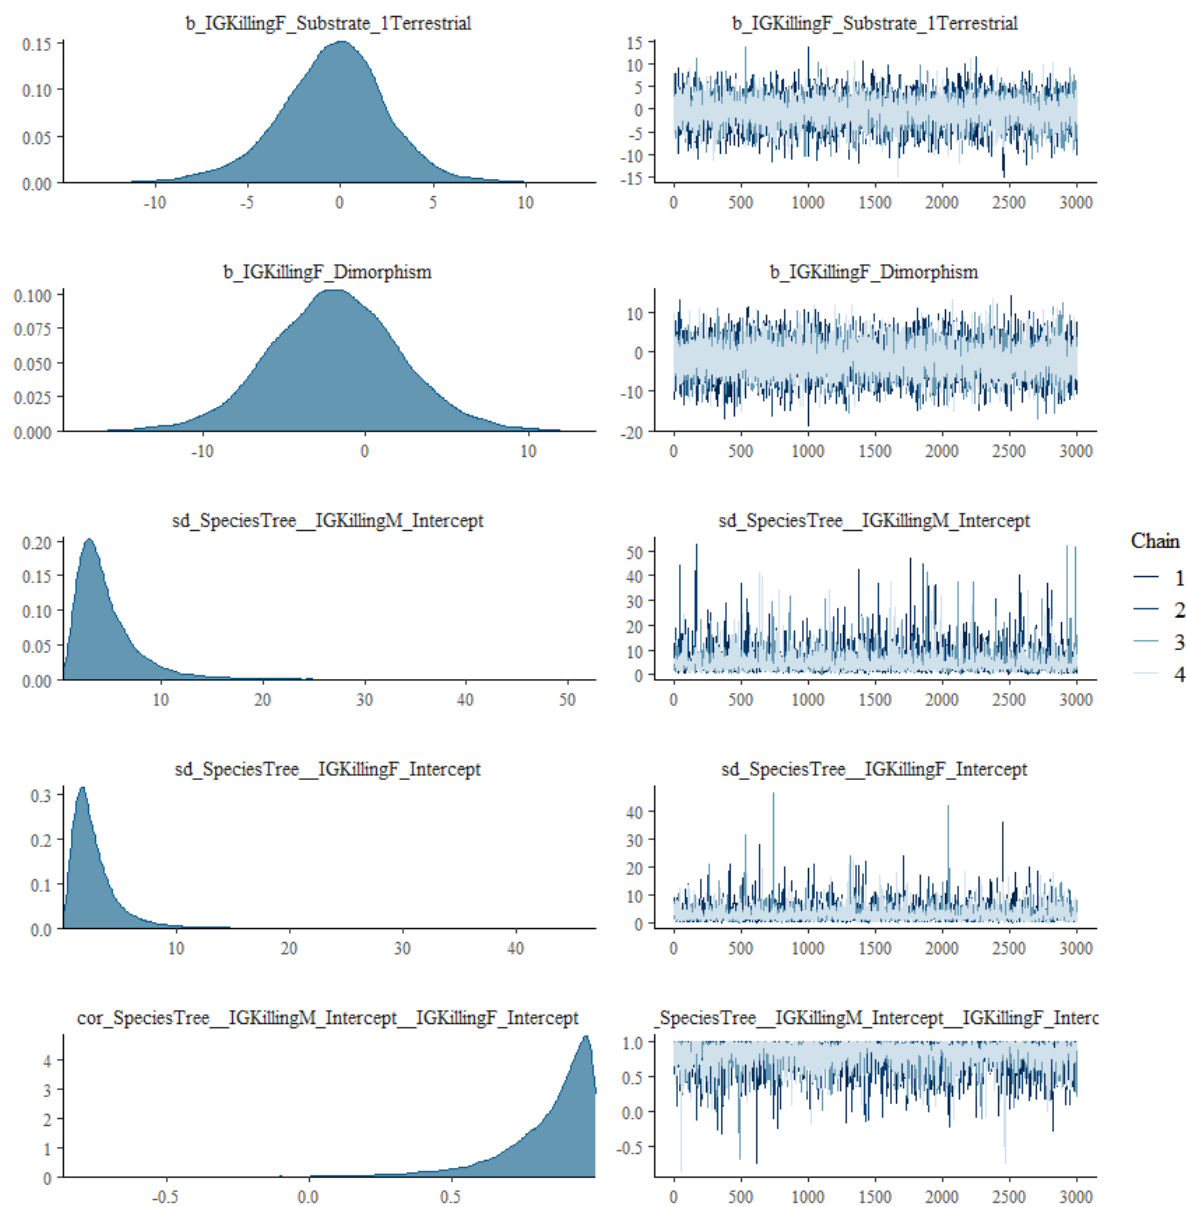 b_IGKillingF_Substrate_1Terrestrial
0.15
0.10
0.05
0.00
-10 -5 0 5 10
b_IGKillingF_Substrate_1Terrestrial
15
10
5
0
-5
-10
-15
0 500 1000 1500 2000 2500 3000
b_IGKillingF_Dimorphism
0.100
0.075
0.050
0.025
0.000
-10 0 10
b_IGKillingF_Dimorphism
10
0
-10
-20
0 500 1000 1500 2000 2500 3000
sd_SpeciesTree__IGKillingM_Intercept
0.20
0.15
0.10
0.05
0.00
10 20 30 40 50
sd_SpeciesTree__IGKillingM_Intercept
50
40
30
20
10
0
0 500 1000 1500 2000 2500 3000
Chain
1
2
3
4
sd_SpeciesTree__IGKillingF_Intercept
0.3
0.2
0.1
0.0
10 20 30 40
sd_SpeciesTree__IGKillingF_Intercept
40
30
20
10
0
0 500 1000 1500 2000 2500 3000
cor_SpeciesTree__IGKillingM_Intercept__IGKillingF_Intercept
4
3
2
1
0
-0.5 0.0 0.5
_SpeciesTree__IGKillingM_Intercept__IGKillingF_Interc
1.0
0.5
0.0
-0.5
0 500 1000 1500 2000 2500 3000